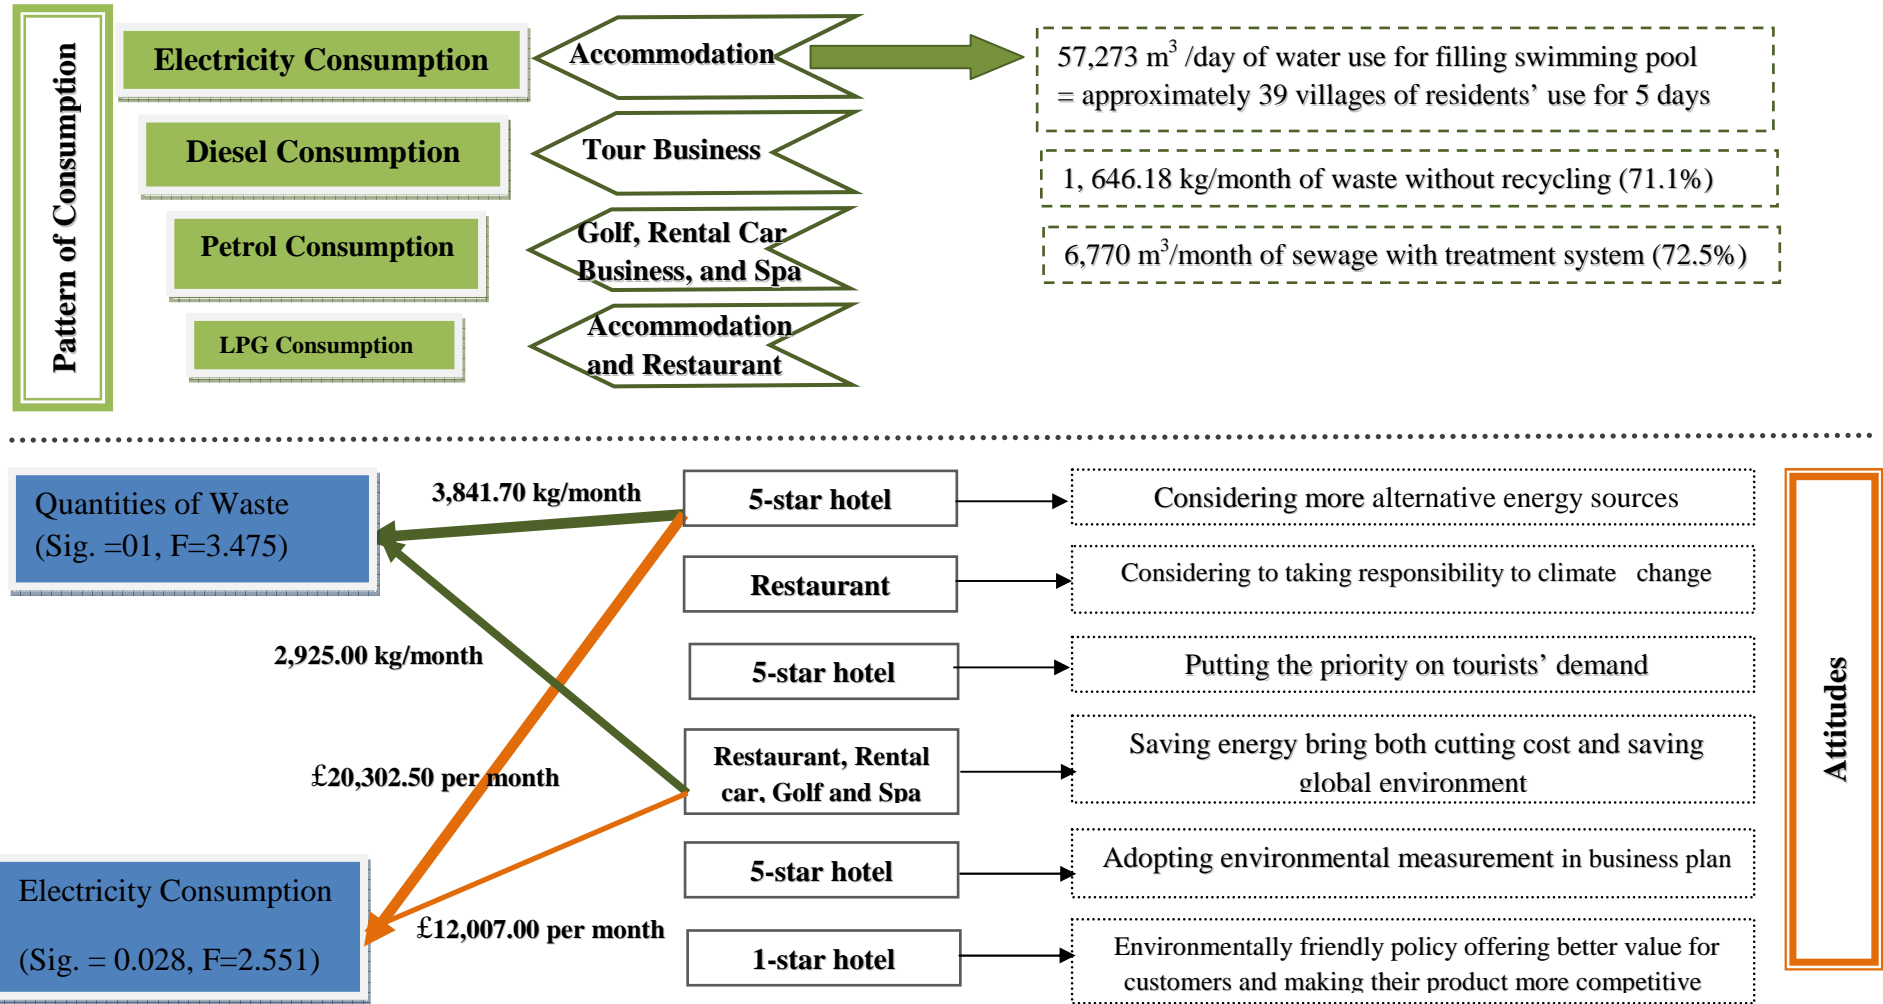 Pattern of Consumption
Electricity Consumption
Accommodation
57,273 m³ /day of water use for filling swimming pool
= approximately 39 villages of residents’ use for 5 days
Diesel Consumption
Tour Business
1, 646.18 kg/month of waste without recycling (71.1%)
Petrol Consumption
Golf, Rental Car
Business, and Spa
6,770 m³/month of sewage with treatment system (72.5%)
LPG Consumption
Accommodation
and Restaurant
Quantities of Waste
(Sig. =01, F=3.475)
3,841.70 kg/month
2,925.00 kg/month
£20,302.50 per month
£12,007.00 per month
Electricity Consumption
(Sig. = 0.028, F=2.551)
5-star hotel
Considering more alternative energy sources
Restaurant
Considering to taking responsibility to climate change
5-star hotel
Putting the priority on tourists’ demand
Restaurant, Rental
car, Golf and Spa
Saving energy bring both cutting cost and saving
global environment
5-star hotel
Adopting environmental measurement in business plan
1-star hotel
Environmentally friendly policy offering better value for
customers and making their product more competitive
Attitudes